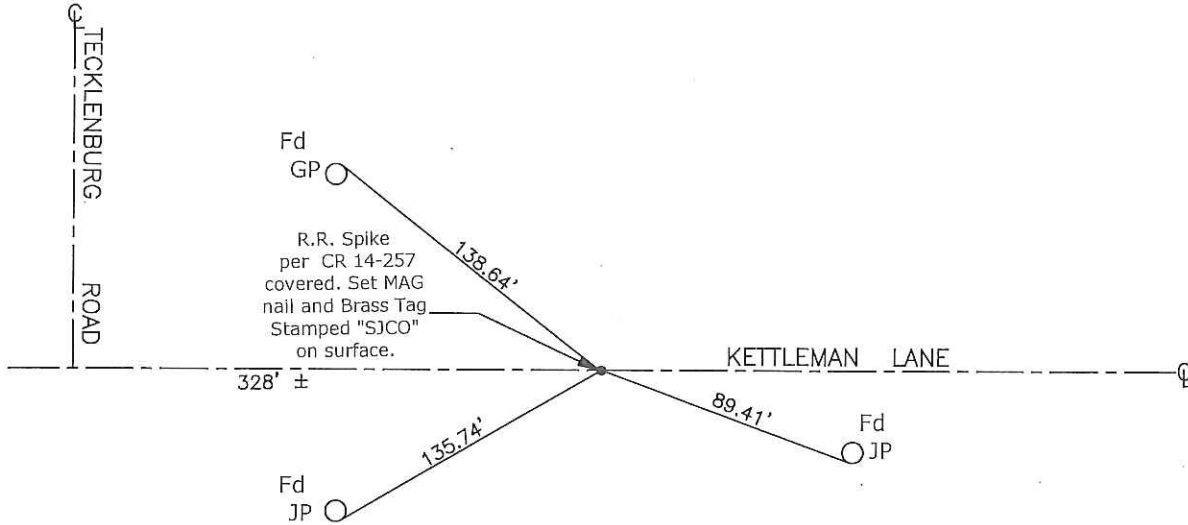 ℄
TECKLENBURG ROAD
Fd
GP
138.64'
R.R. Spike
per CR 14-257
covered. Set MAG
nail and Brass Tag
Stamped "SJCO"
on surface.
KETTLEMAN LANE
℄
328' ±
89.41'
Fd
JP
135.74'
Fd
JP